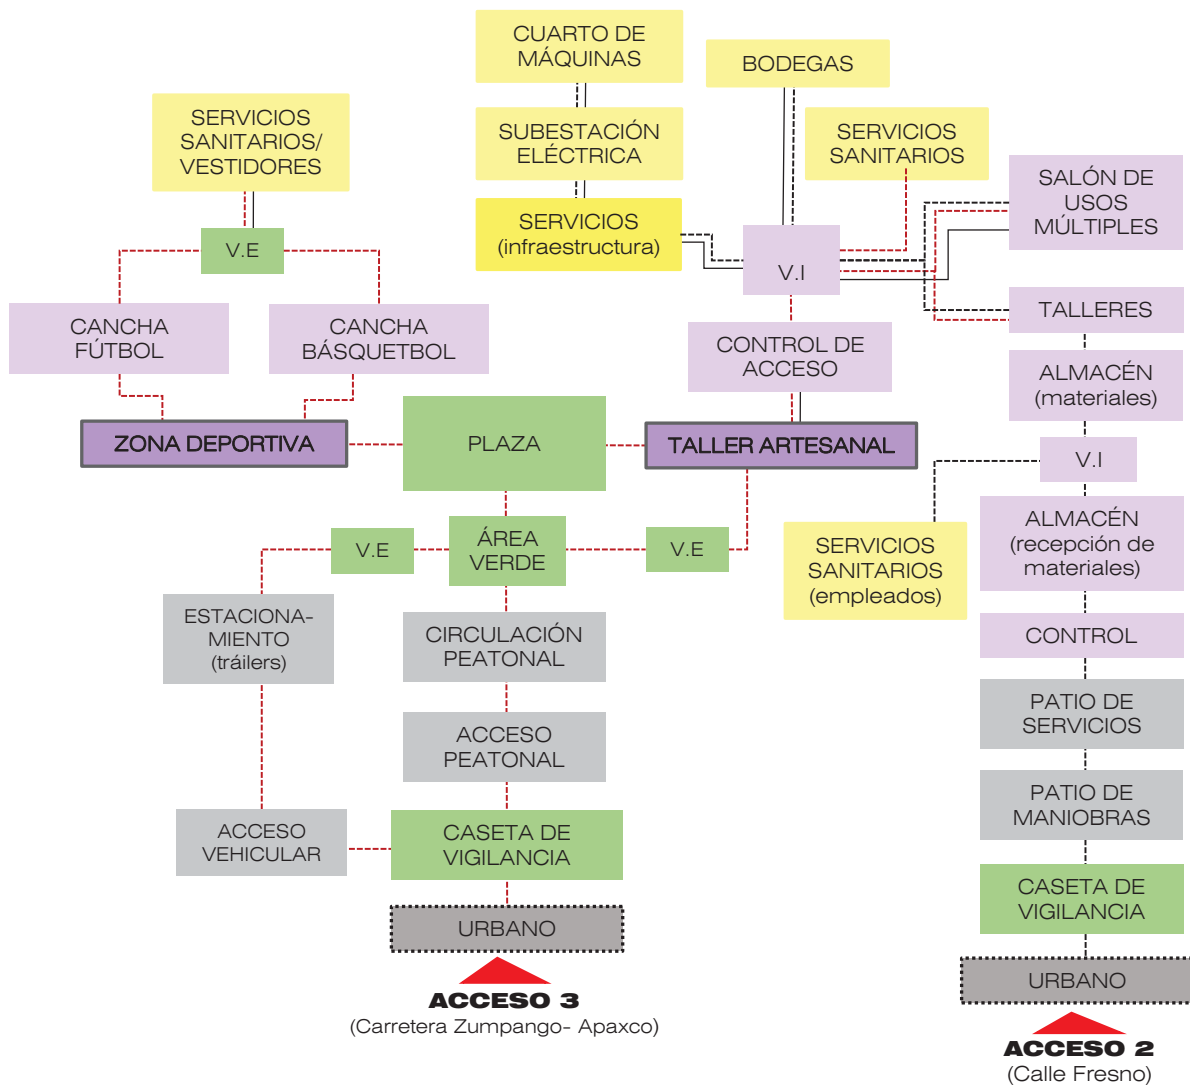 CUARTO DE
MÁQUINAS
BODEGAS
SERVICIOS
SANITARIOS/
VESTIDORES
SUBESTACIÓN
ELÉCTRICA
SERVICIOS
SANITARIOS
SALÓN DE
USOS
MÚLTIPLES
SERVICIOS
(infraestructura)
V.E
V.I
CANCHA
FÚTBOL
CANCHA
BÁSQUETBOL
CONTROL DE
ACCESO
TALLERES
ALMACÉN
(materiales)
ZONA DEPORTIVA
PLAZA
TALLER ARTESANAL
V.I
V.E
ÁREA
VERDE
V.E
SERVICIOS
SANITARIOS
(empleados)
ALMACÉN
(recepción de
materiales)
ESTACIONA-
MIENTO
(tráilers)
CIRCULACIÓN
PEATONAL
CONTROL
ACCESO
PEATONAL
PATIO DE
SERVICIOS
PATIO DE
MANIOBRAS
ACCESO
VEHICULAR
CASETA DE
VIGILANCIA
CASETA DE
VIGILANCIA
URBANO
URBANO
ACCESO 3
(Carretera Zumpango- Apaxco)
ACCESO 2
(Calle Fresno)